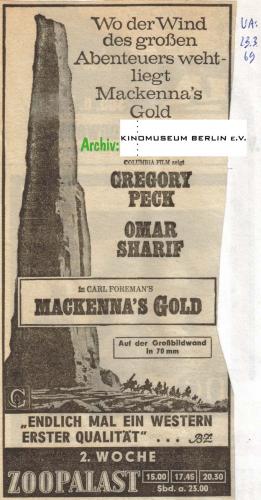 Wo der Wind
des großen
Abenteuers weht-
liegt
Mackenna's
Gold
UA:
23.3
69
Archiv:
KINOMUSEUM BERLIN E.V.
COLUMBIA FILM zeigt
GREGORY
PECK
OMAR
SHARIF
in CARL FOREMAN'S
MACKENNA'S GOLD
Auf der Großbildwand
in 70 mm
„ENDLICH MAL EIN WESTERN
ERSTER QUALITÄT" . . . BZ
2. WOCHE
ZOOPALAST 15.00 17.45 20.30
Sbd. a. 23.00